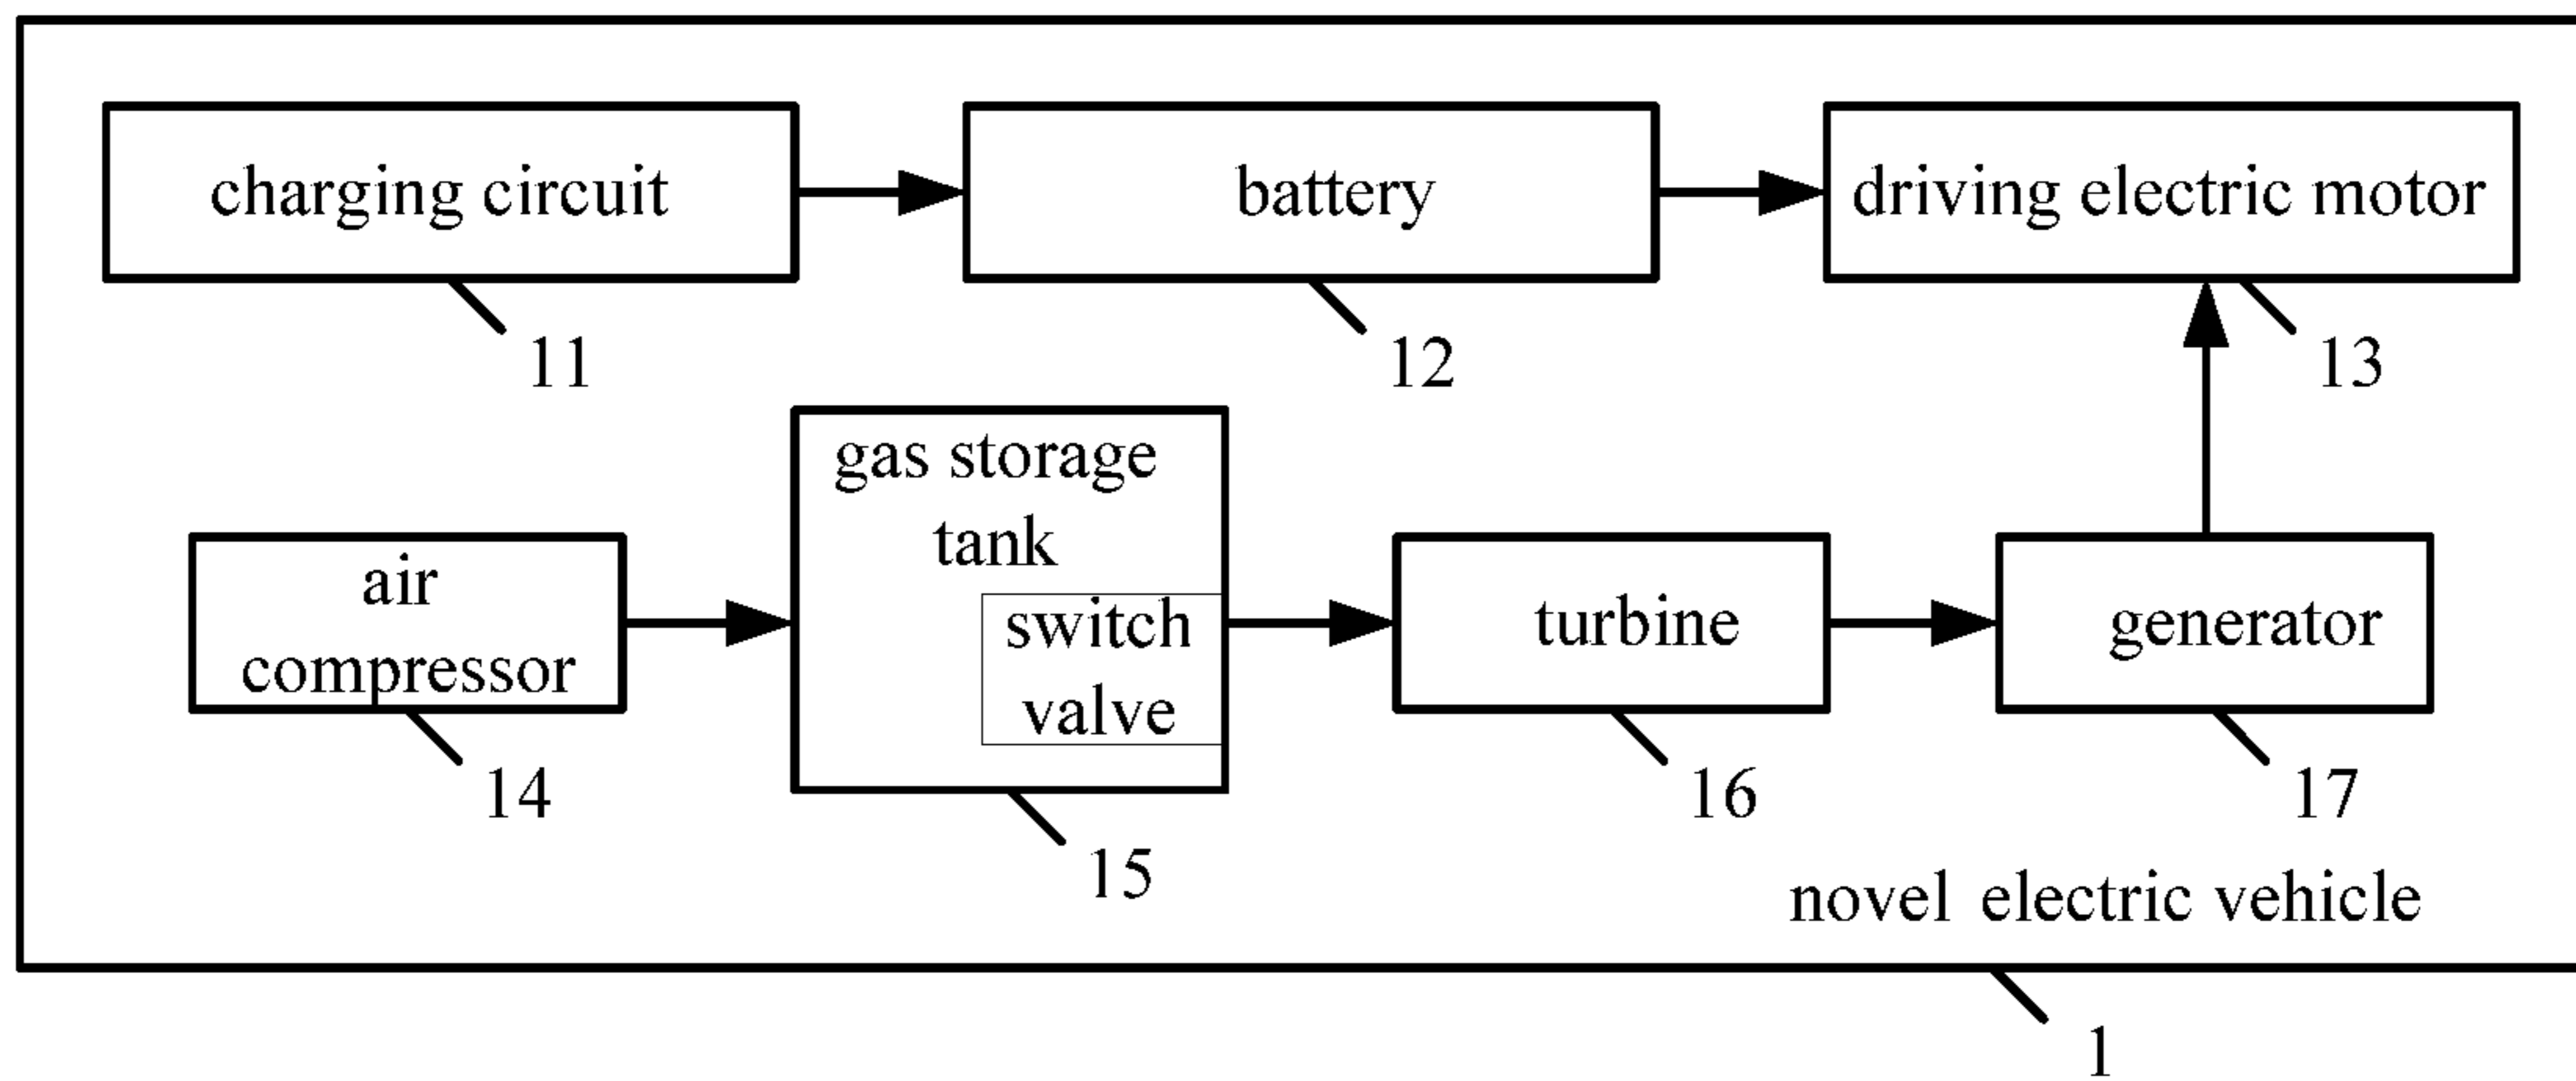 charging circuit
battery
driving electric motor
11
12
13
gas storage
tank
switch
valve
air
compressor
turbine
generator
14
15
16
17
novel electric vehicle
1